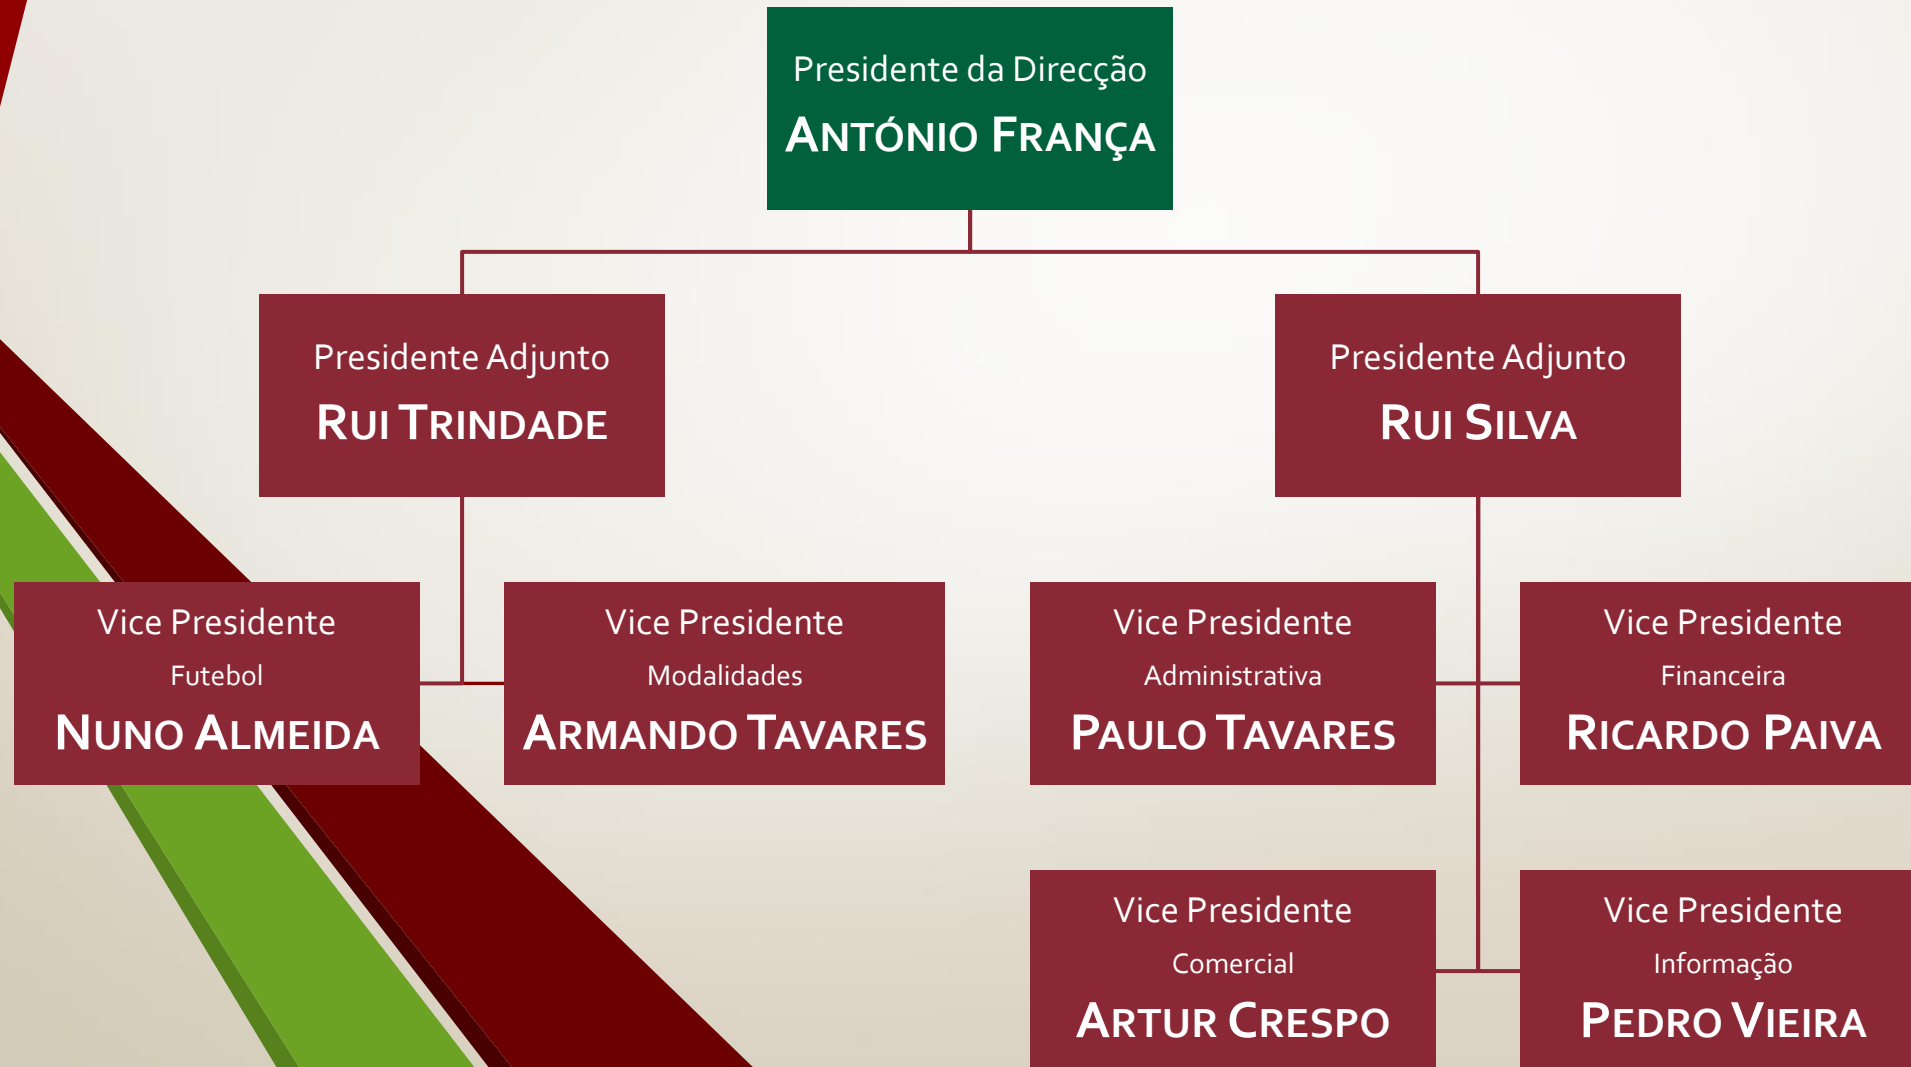 Presidente da Direcção
ANTÓNIO FRANÇA
Presidente Adjunto
RUI TRINDADE
Presidente Adjunto
RUI SILVA
Vice Presidente
Futebol
NUNO ALMEIDA
Vice Presidente
Modalidades
ARMANDO TAVARES
Vice Presidente
Administrativa
PAULO TAVARES
Vice Presidente
Financeira
RICARDO PAIVA
Vice Presidente
Comercial
ARTUR CRESPO
Vice Presidente
Informação
PEDRO VIEIRA